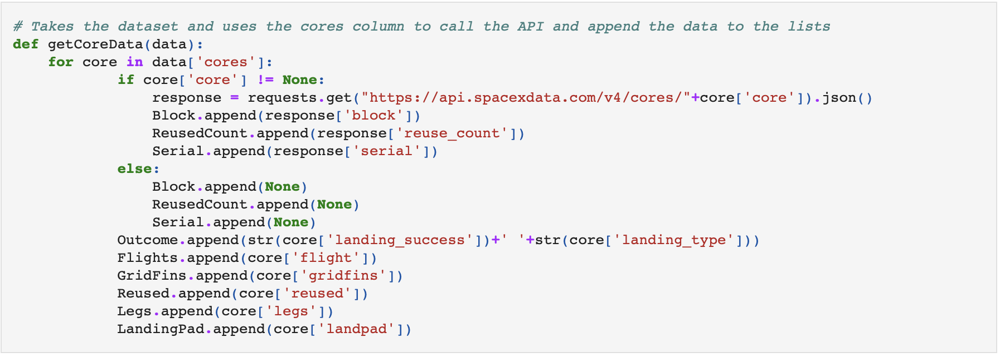 # Takes the dataset and uses the cores column to call the API and append the data to the lists
def getCoreData(data):
    for core in data['cores']:
            if core['core'] != None:
                response = requests.get("https://api.spacexdata.com/v4/cores/"+core['core']).json()
                Block.append(response['block'])
                ReusedCount.append(response['reuse_count'])
                Serial.append(response['serial'])
            else:
                Block.append(None)
                ReusedCount.append(None)
                Serial.append(None)
            Outcome.append(str(core['landing_success'])+' '+str(core['landing_type']))
            Flights.append(core['flight'])
            GridFins.append(core['gridfins'])
            Reused.append(core['reused'])
            Legs.append(core['legs'])
            LandingPad.append(core['landpad'])